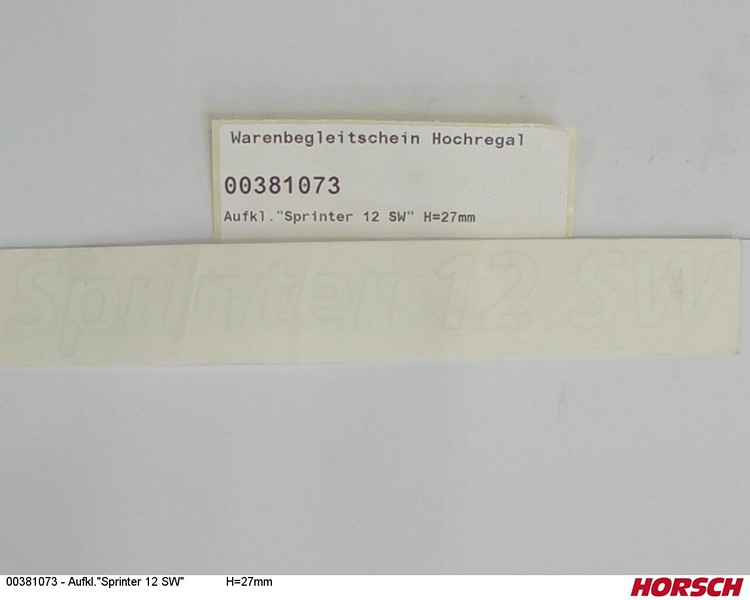 Warenbegleitschein Hochregal
00381073
Aufkl."Sprinter 12 SW" H=27mm
Sprinter 12 SW
00381073 - Aufkl."Sprinter 12 SW" H=27mm
HORSCH